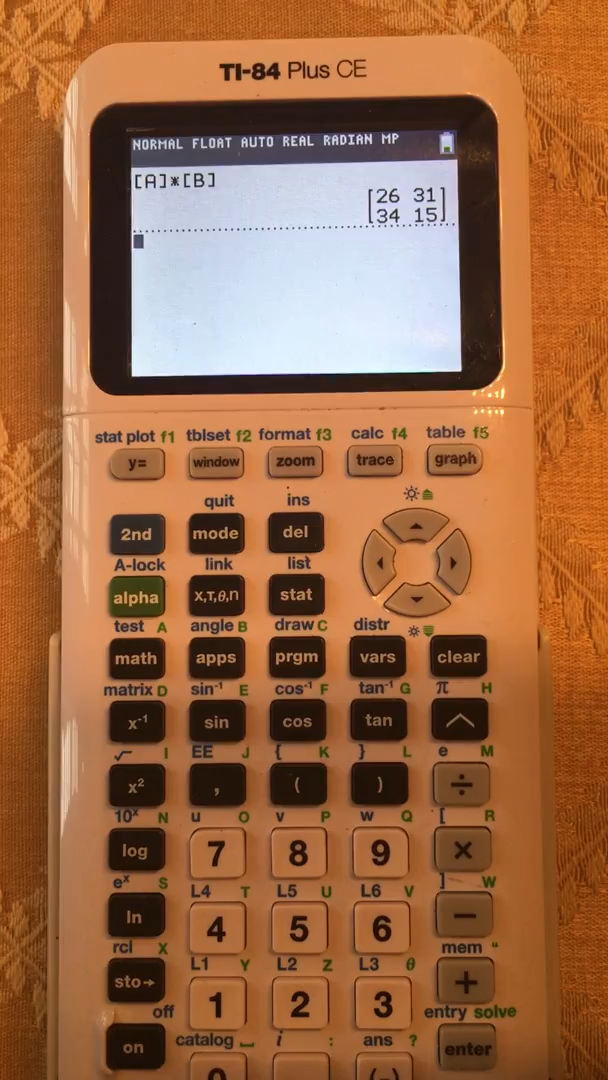 TI-84 Plus CE
NORMAL FLOAT AUTO REAL RADIAN MP
[A]*[B]
[26 31]
[34 15]
stat plot f1 tblset f2 format f3 calc f4 table f5
y= window zoom trace graph
quit ins
2nd mode del
A-lock link list
alpha X,T,θ,n stat
test A angle B draw C distr
math apps prgm vars clear
matrix D sin⁻¹ E cos⁻¹ F tan⁻¹ G π H
x⁻¹ sin cos tan ^
√ I EE J { K } L e M
x² , ( ) ÷
10ˣ N u O v P w Q [ R
log 7 8 9 ×
eˣ S L4 T L5 U L6 V ] W
ln 4 5 6 −
rcl X L1 Y L2 Z L3 θ mem "
sto→ 1 2 3 +
off catalog ⎵ i : ans ? entry solve
on 0 (-) enter